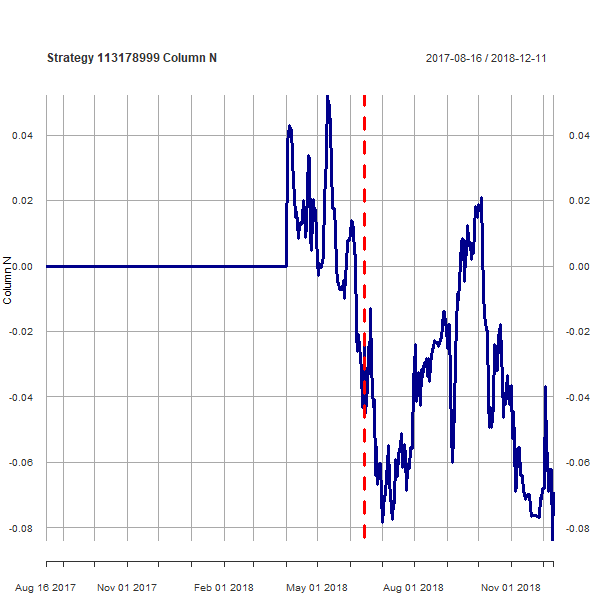 Strategy 113178999 Column N
2017-08-16 / 2018-12-11
0.04 0.04
0.02 0.02
0.00 0.00
-0.02 -0.02
-0.04 -0.04
-0.06 -0.06
-0.08 -0.08
Column N
Aug 16 2017 Nov 01 2017 Feb 01 2018 May 01 2018 Aug 01 2018 Nov 01 2018